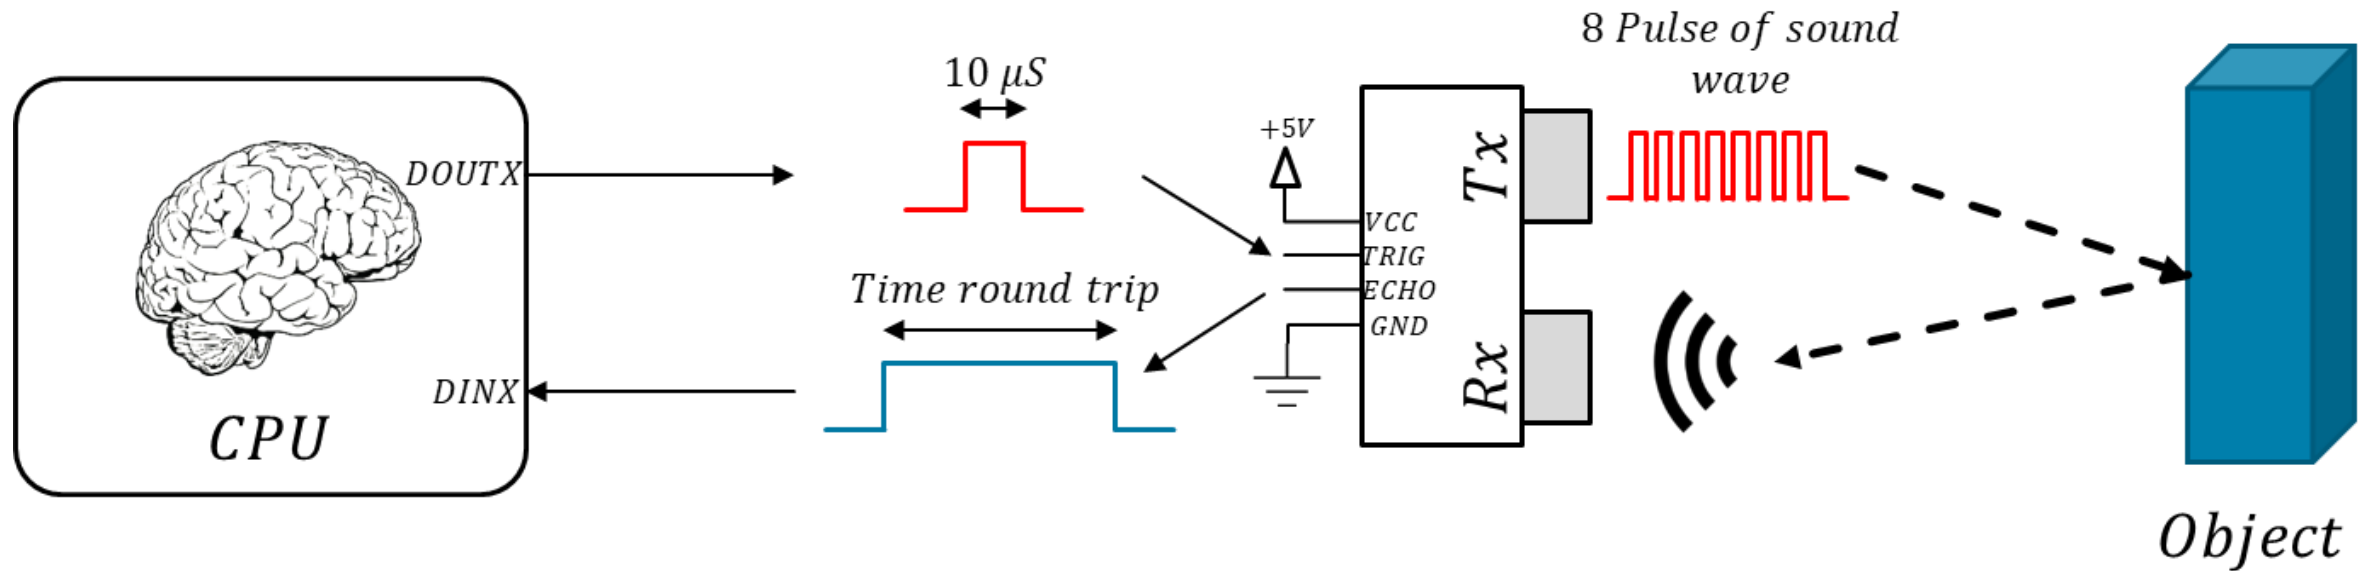 DOUTX
DINX
CPU
10 μS
Time round trip
+5V
VCC
TRIG
ECHO
GND
Tx
Rx
8 Pulse of sound
wave
Object